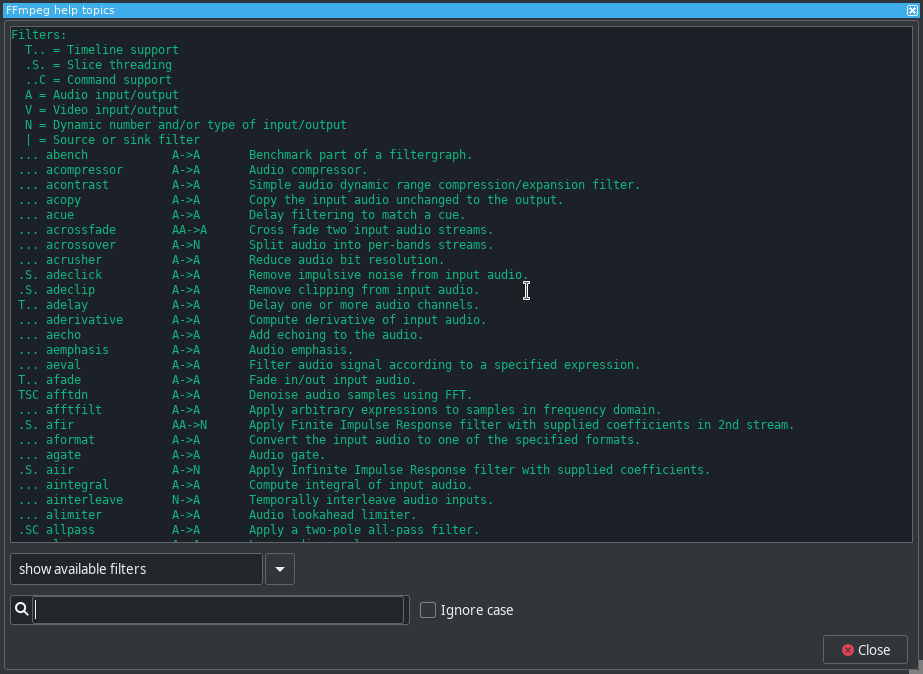 FFmpeg help topics
Filters:
  T.. = Timeline support
  .S. = Slice threading
  ..C = Command support
  A = Audio input/output
  V = Video input/output
  N = Dynamic number and/or type of input/output
  | = Source or sink filter
 ... abench            A->A       Benchmark part of a filtergraph.
 ... acompressor       A->A       Audio compressor.
 ... acontrast         A->A       Simple audio dynamic range compression/expansion filter.
 ... acopy             A->A       Copy the input audio unchanged to the output.
 ... acue              A->A       Delay filtering to match a cue.
 ... acrossfade        AA->A      Cross fade two input audio streams.
 ... acrossover        A->N       Split audio into per-bands streams.
 ... acrusher          A->A       Reduce audio bit resolution.
 .S. adeclick          A->A       Remove impulsive noise from input audio.
 .S. adeclip           A->A       Remove clipping from input audio.
 T.. adelay            A->A       Delay one or more audio channels.
 ... aderivative       A->A       Compute derivative of input audio.
 ... aecho             A->A       Add echoing to the audio.
 ... aemphasis         A->A       Audio emphasis.
 ... aeval             A->A       Filter audio signal according to a specified expression.
 T.. afade             A->A       Fade in/out input audio.
 TSC afftdn            A->A       Denoise audio samples using FFT.
 ... afftfilt          A->A       Apply arbitrary expressions to samples in frequency domain.
 .S. afir              AA->N      Apply Finite Impulse Response filter with supplied coefficients in 2nd stream.
 ... aformat           A->A       Convert the input audio to one of the specified formats.
 ... agate             A->A       Audio gate.
 .S. aiir              A->N       Apply Infinite Impulse Response filter with supplied coefficients.
 ... aintegral         A->A       Compute integral of input audio.
 ... ainterleave       N->A       Temporally interleave audio inputs.
 ... alimiter          A->A       Audio lookahead limiter.
 .SC allpass           A->A       Apply a two-pole all-pass filter.
show available filters
Ignore case
Close